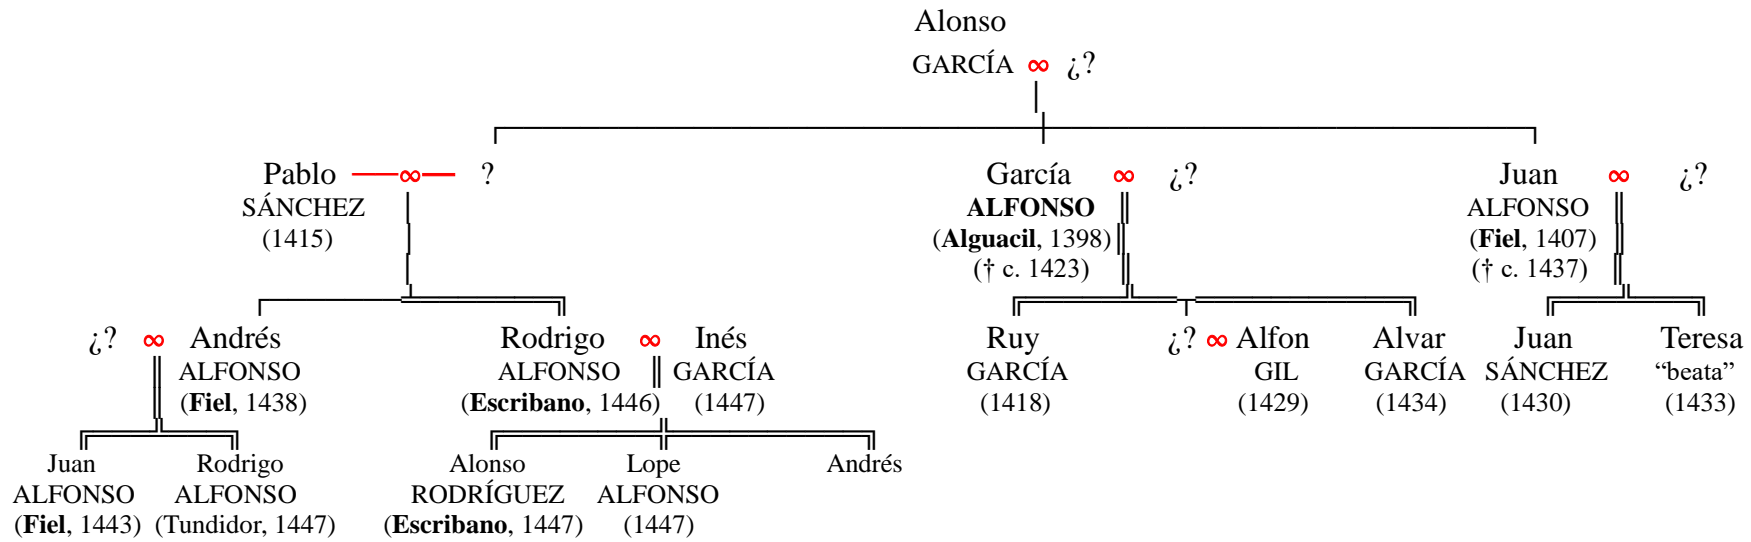 Alonso
GARCÍA ∞ ¿?
Pablo ∞ ? García ∞ ¿? Juan ∞ ¿?
SÁNCHEZ ALFONSO ALFONSO
(1415) (Alguacil, 1398) (Fiel, 1407)
(† c. 1423) († c. 1437)
¿? ∞ Andrés Rodrigo ∞ Inés Ruy ¿? ∞ Alfon Alvar Juan Teresa
ALFONSO ALFONSO GARCÍA GARCÍA GIL GARCÍA SÁNCHEZ “beata”
(Fiel, 1438) (Escribano, 1446) (1447) (1418) (1429) (1434) (1430) (1433)
Juan Rodrigo Alonso Lope Andrés
ALFONSO ALFONSO RODRÍGUEZ ALFONSO
(Fiel, 1443) (Tundidor, 1447) (Escribano, 1447) (1447)